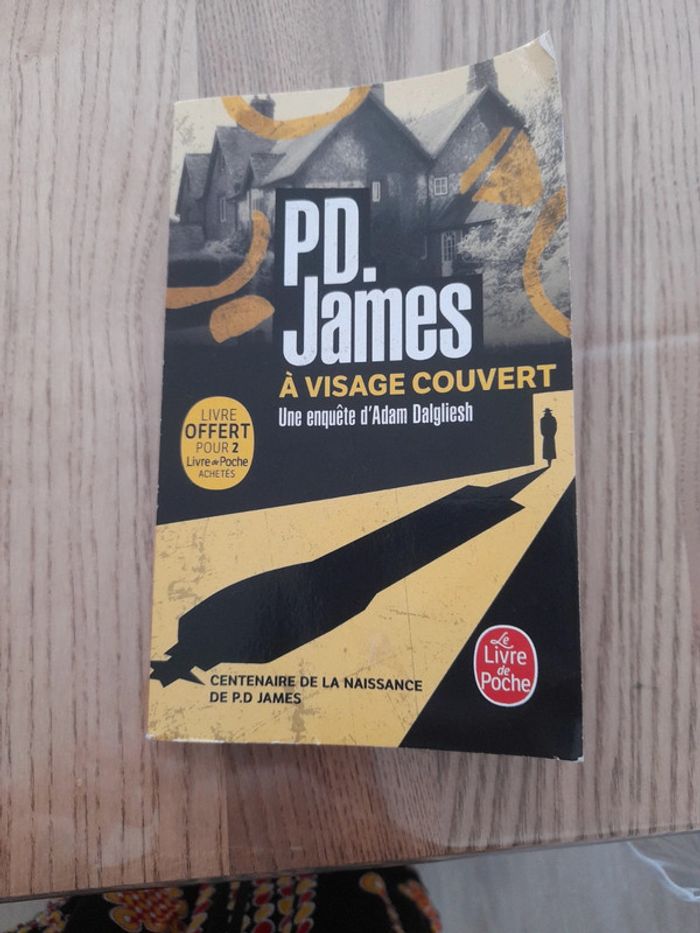 P.D.
James
À VISAGE COUVERT
Une enquête d'Adam Dalgliesh
LIVRE
OFFERT
POUR 2
Livre de Poche
ACHETÉS
CENTENAIRE DE LA NAISSANCE
DE P.D JAMES
Le
Livre
de
Poche